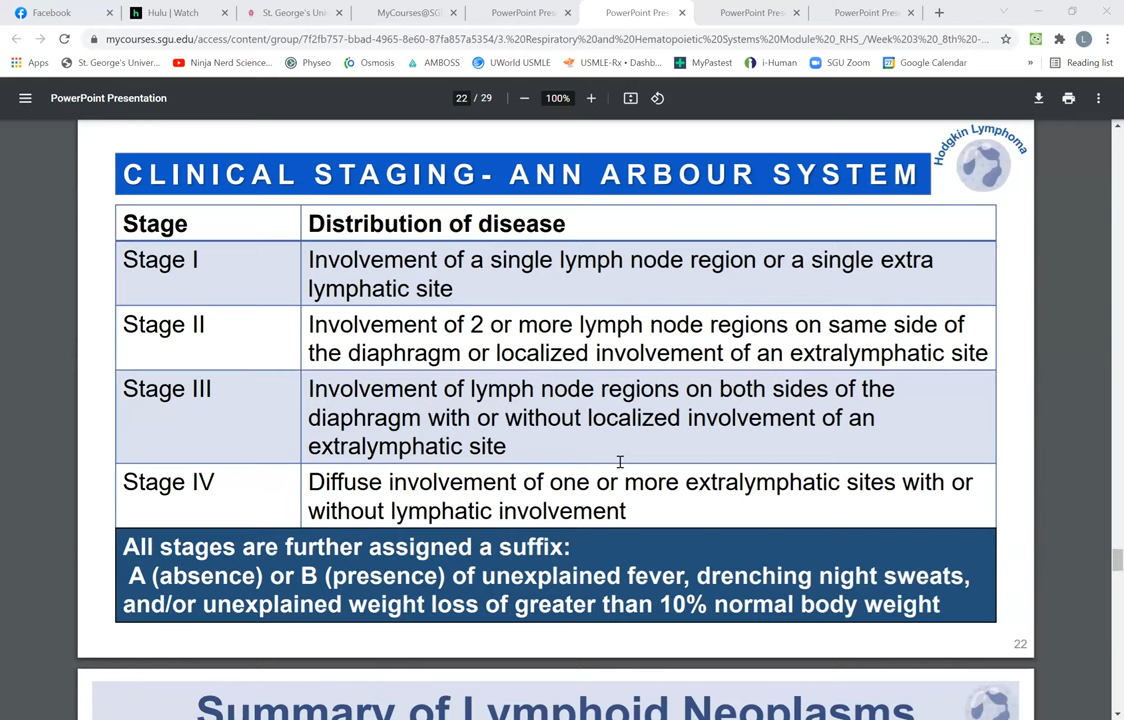 Facebook
Hulu | Watch
St. George's Uni
MyCourses@SG
PowerPoint Pres
PowerPoint Pres
PowerPoint Pres
PowerPoint Pres
mycourses.sgu.edu/access/content/group/7f2fb757-bbad-4965-8e60-87fa857a5354/3.%20Respiratory%20and%20Hematopoietic%20Systems%20Module%20_RHS_/Week%203%20_8th%20-...
L
Apps
St. George's Univer...
Ninja Nerd Science...
Physeo
Osmosis
AMBOSS
UWorld USMLE
USMLE-Rx • Dashb...
MyPastest
i-Human
SGU Zoom
Google Calendar
»
Reading list
PowerPoint Presentation
22 / 29
100%
Hodgkin Lymphoma
CLINICAL STAGING- ANN ARBOUR SYSTEM
Stage
Distribution of disease
Stage I
Involvement of a single lymph node region or a single extra
lymphatic site
Stage II
Involvement of 2 or more lymph node regions on same side of
the diaphragm or localized involvement of an extralymphatic site
Stage III
Involvement of lymph node regions on both sides of the
diaphragm with or without localized involvement of an
extralymphatic site
Stage IV
Diffuse involvement of one or more extralymphatic sites with or
without lymphatic involvement
All stages are further assigned a suffix:
A (absence) or B (presence) of unexplained fever, drenching night sweats,
and/or unexplained weight loss of greater than 10% normal body weight
22
Summary of Lymphoid Neoplasms